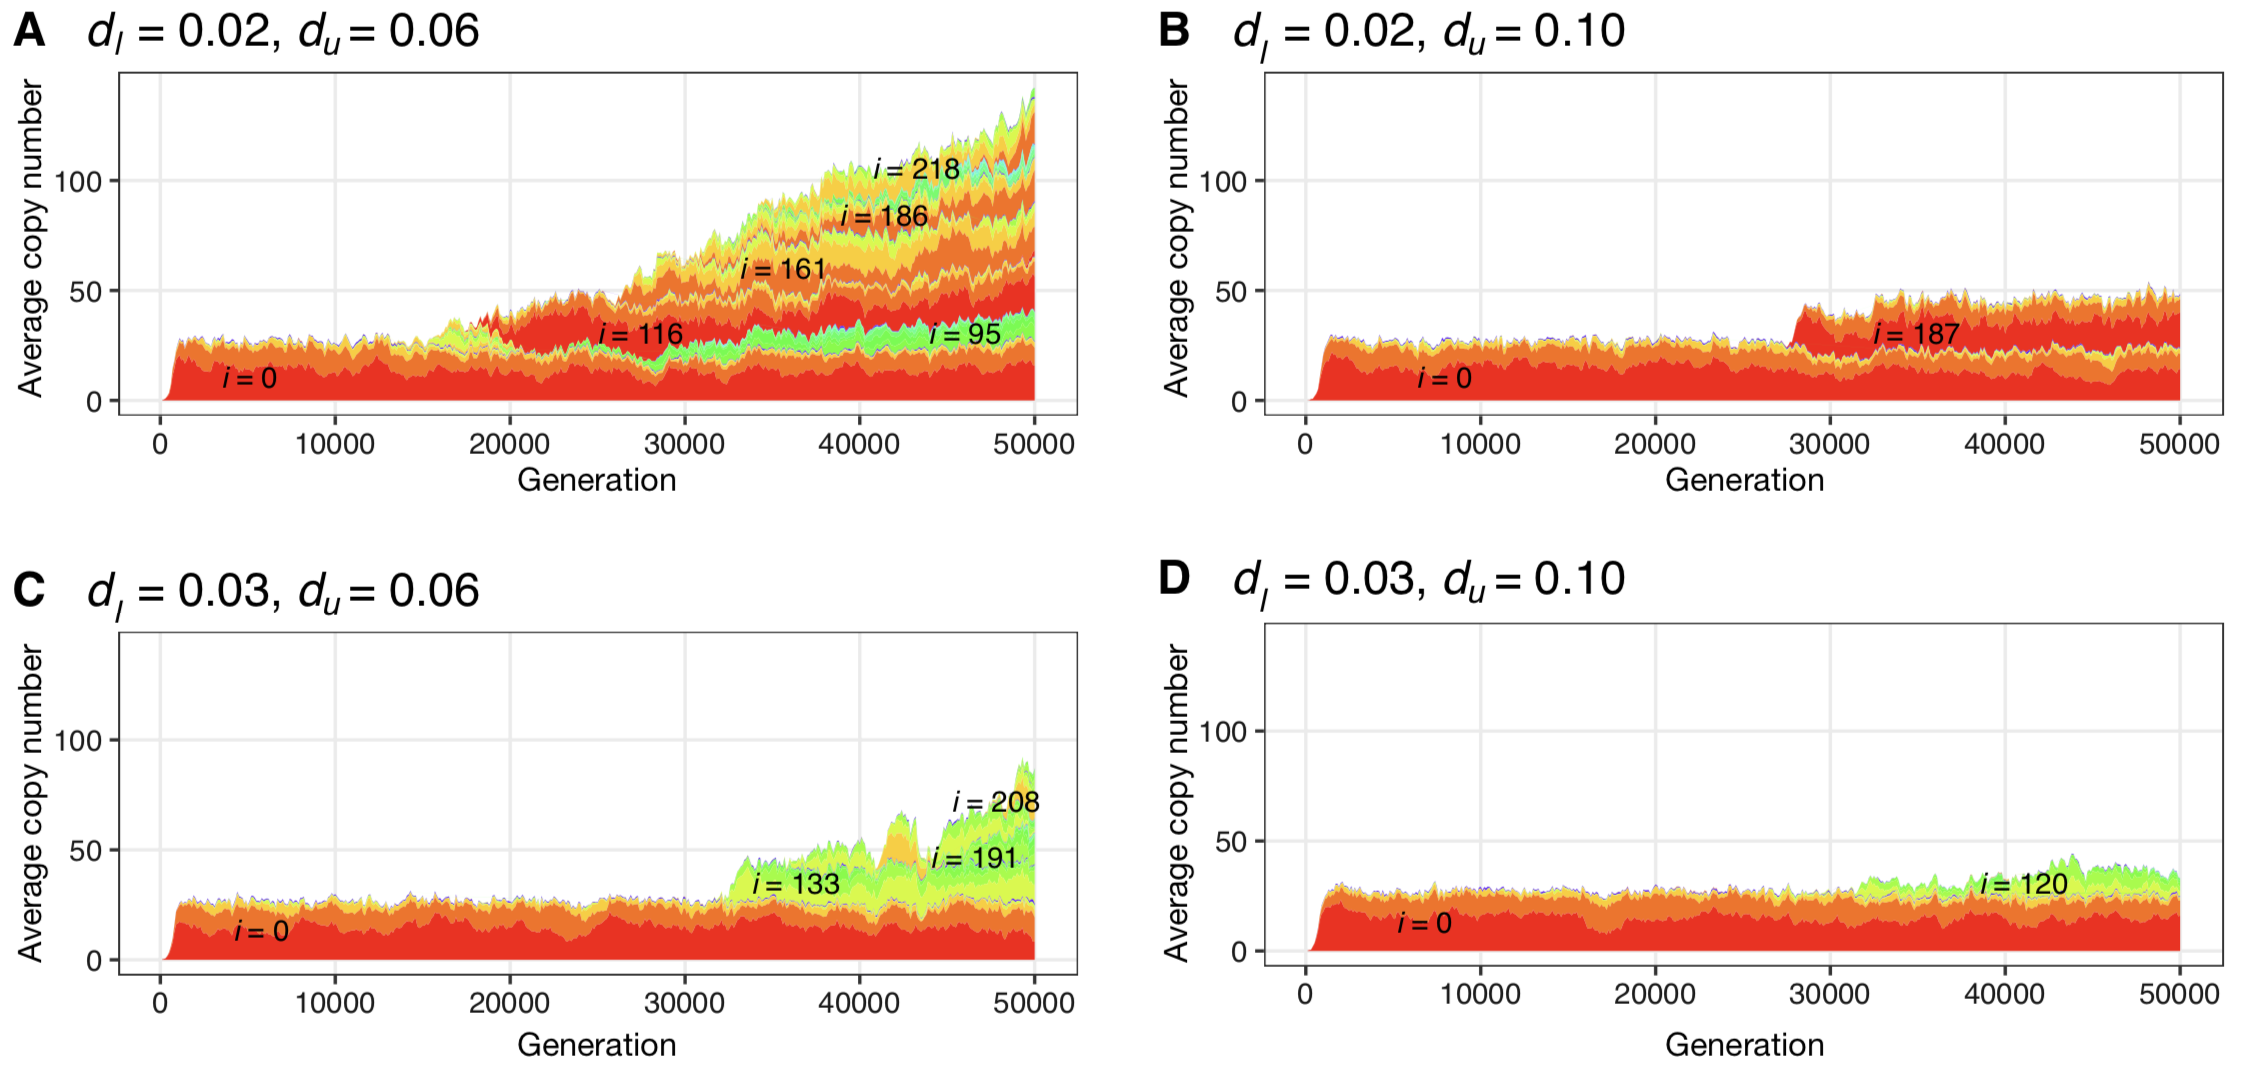 A d_l = 0.02, d_u = 0.06
Average copy number
100
50
0
i = 218
i = 186
i = 161
i = 116
i = 95
i = 0
0 10000 20000 30000 40000 50000
Generation
B d_l = 0.02, d_u = 0.10
Average copy number
100
50
0
i = 187
i = 0
0 10000 20000 30000 40000 50000
Generation
C d_l = 0.03, d_u = 0.06
Average copy number
100
50
0
i = 208
i = 191
i = 133
i = 0
0 10000 20000 30000 40000 50000
Generation
D d_l = 0.03, d_u = 0.10
Average copy number
100
50
0
i = 120
i = 0
0 10000 20000 30000 40000 50000
Generation